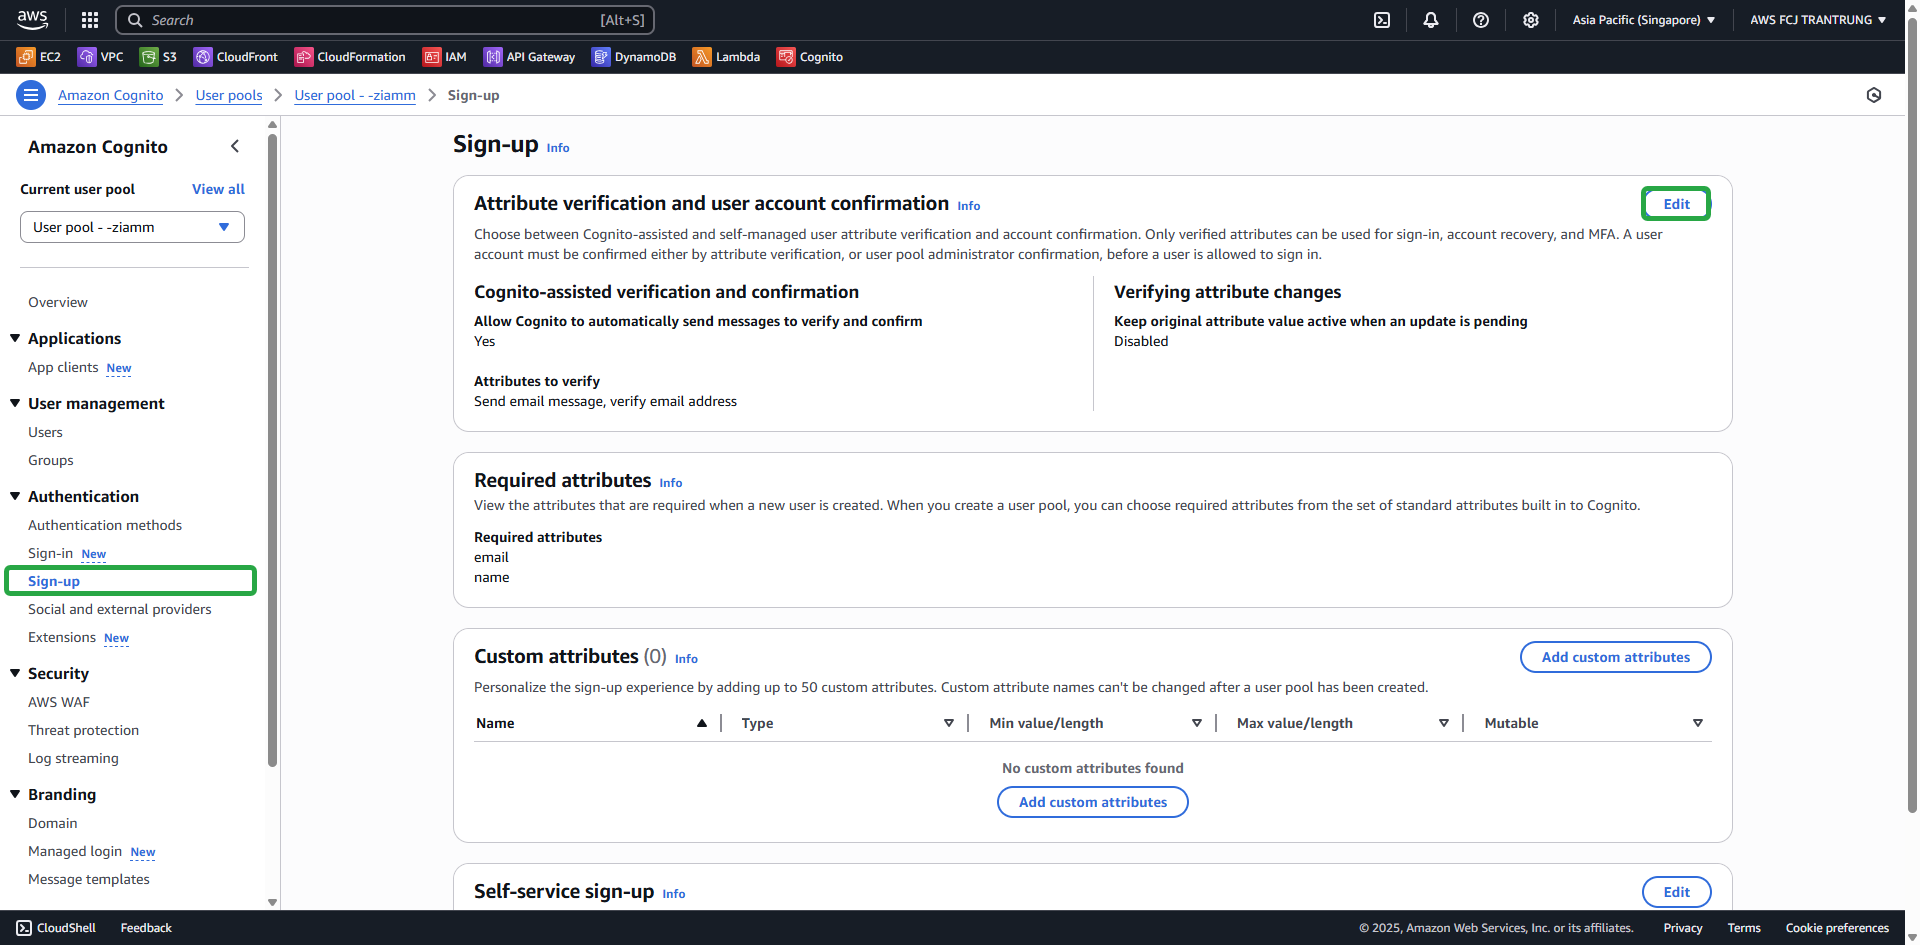 aws
Search [Alt+S]
Asia Pacific (Singapore)
AWS FCJ TRANTRUNG
EC2
VPC
S3
CloudFront
CloudFormation
IAM
API Gateway
DynamoDB
Lambda
Cognito
Amazon Cognito
User pools
User pool - -ziamm
Sign-up
Amazon Cognito
Current user pool
View all
User pool - -ziamm
Overview
Applications
App clients New
User management
Users
Groups
Authentication
Authentication methods
Sign-in New
Sign-up
Social and external providers
Extensions New
Security
AWS WAF
Threat protection
Log streaming
Branding
Domain
Managed login New
Message templates
Sign-up Info
Attribute verification and user account confirmation Info
Edit
Choose between Cognito-assisted and self-managed user attribute verification and account confirmation. Only verified attributes can be used for sign-in, account recovery, and MFA. A user
account must be confirmed either by attribute verification, or user pool administrator confirmation, before a user is allowed to sign in.
Cognito-assisted verification and confirmation
Allow Cognito to automatically send messages to verify and confirm
Yes
Attributes to verify
Send email message, verify email address
Verifying attribute changes
Keep original attribute value active when an update is pending
Disabled
Required attributes Info
View the attributes that are required when a new user is created. When you create a user pool, you can choose required attributes from the set of standard attributes built in to Cognito.
Required attributes
email
name
Custom attributes (0) Info
Add custom attributes
Personalize the sign-up experience by adding up to 50 custom attributes. Custom attribute names can't be changed after a user pool has been created.
Name
Type
Min value/length
Max value/length
Mutable
No custom attributes found
Add custom attributes
Self-service sign-up Info
Edit
CloudShell
Feedback
© 2025, Amazon Web Services, Inc. or its affiliates.
Privacy
Terms
Cookie preferences